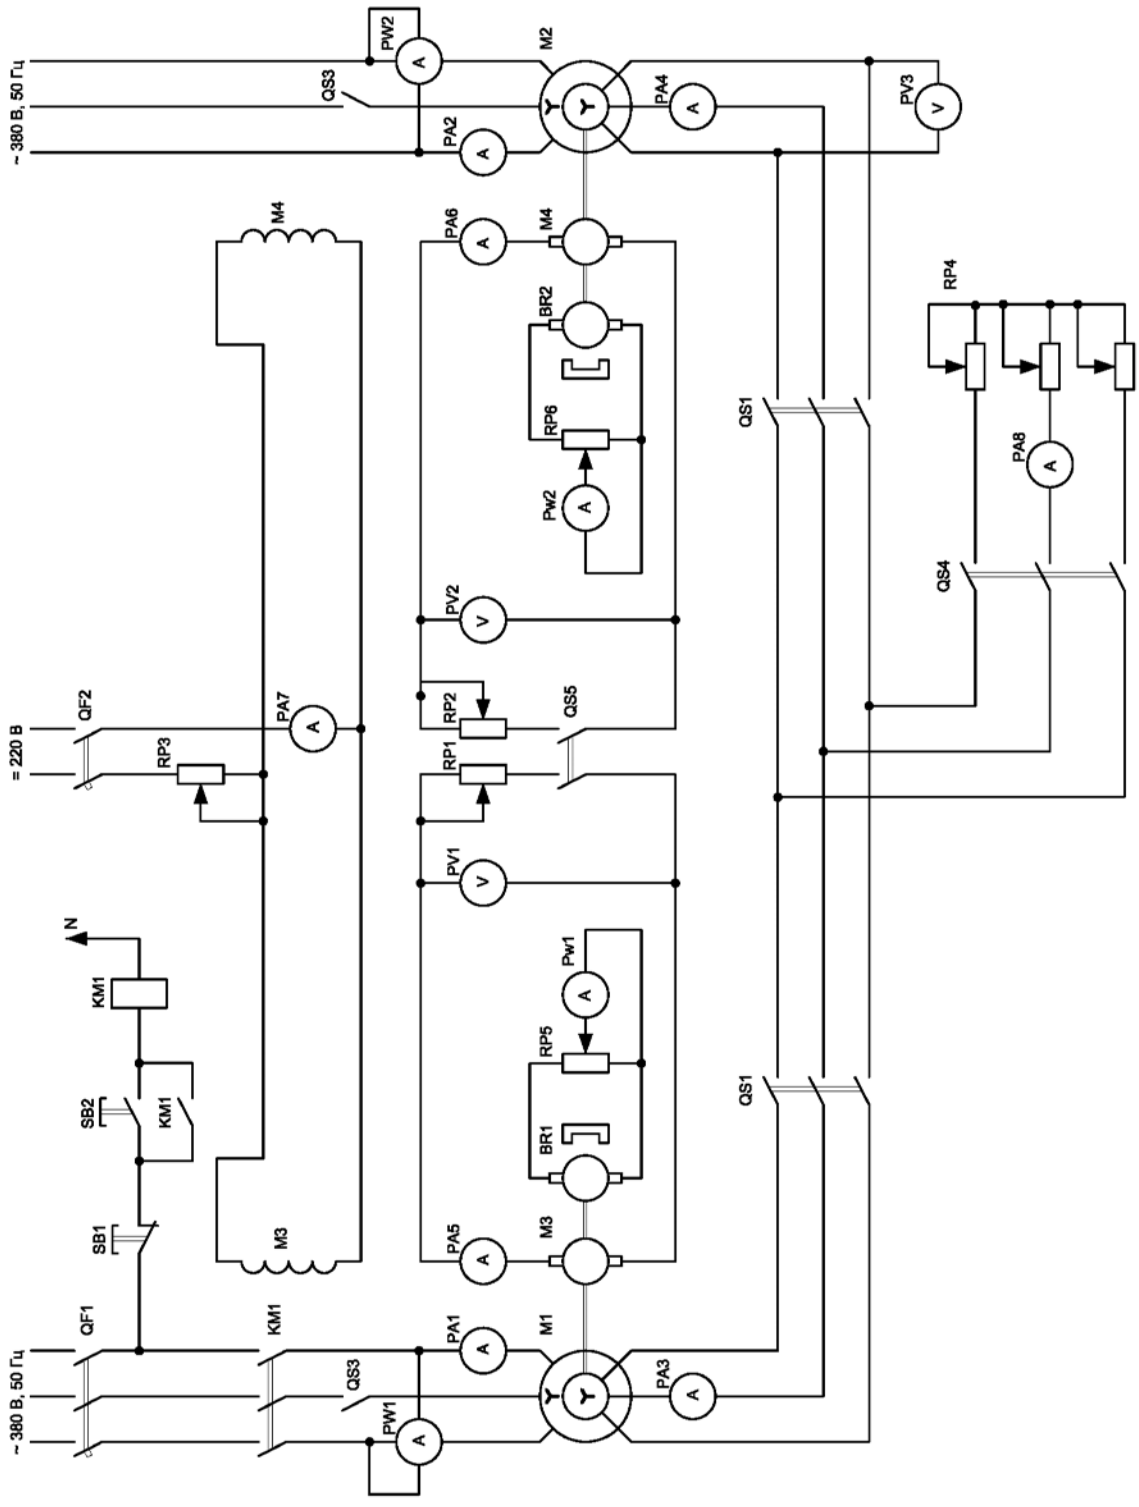 ~ 380 В, 50 Гц
= 220 В
~ 380 В, 50 Гц
N
QF1
SB1
SB2
KM1
QF2
KM1
RP3
KM1
M3
PA7
M4
A
QS3
QS3
PW1
PW2
A
A
PA1
PA5
PV1
RP1
RP2
PV2
PA6
PA2
A
A
V
V
A
A
M1
M3
BR1
RP5
Pw1
QS5
Pw2
RP6
BR2
M4
M2
A
A
PA3
PA4
A
A
QS1
QS1
PV3
V
QS4
RP4
PA8
A